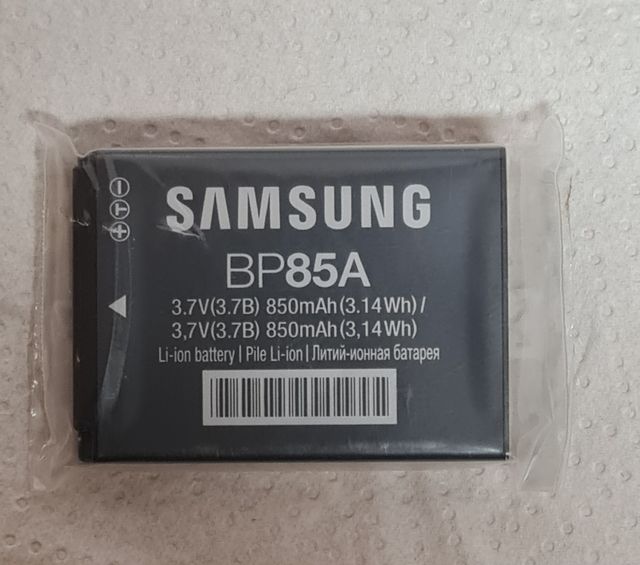 SAMSUNG
BP85A
3.7V(3.7B) 850mAh(3.14Wh) /
3,7V(3.7B) 850mAh(3,14Wh)
Li-ion battery | Pile Li-ion | Литий-ионная батарея
− T +